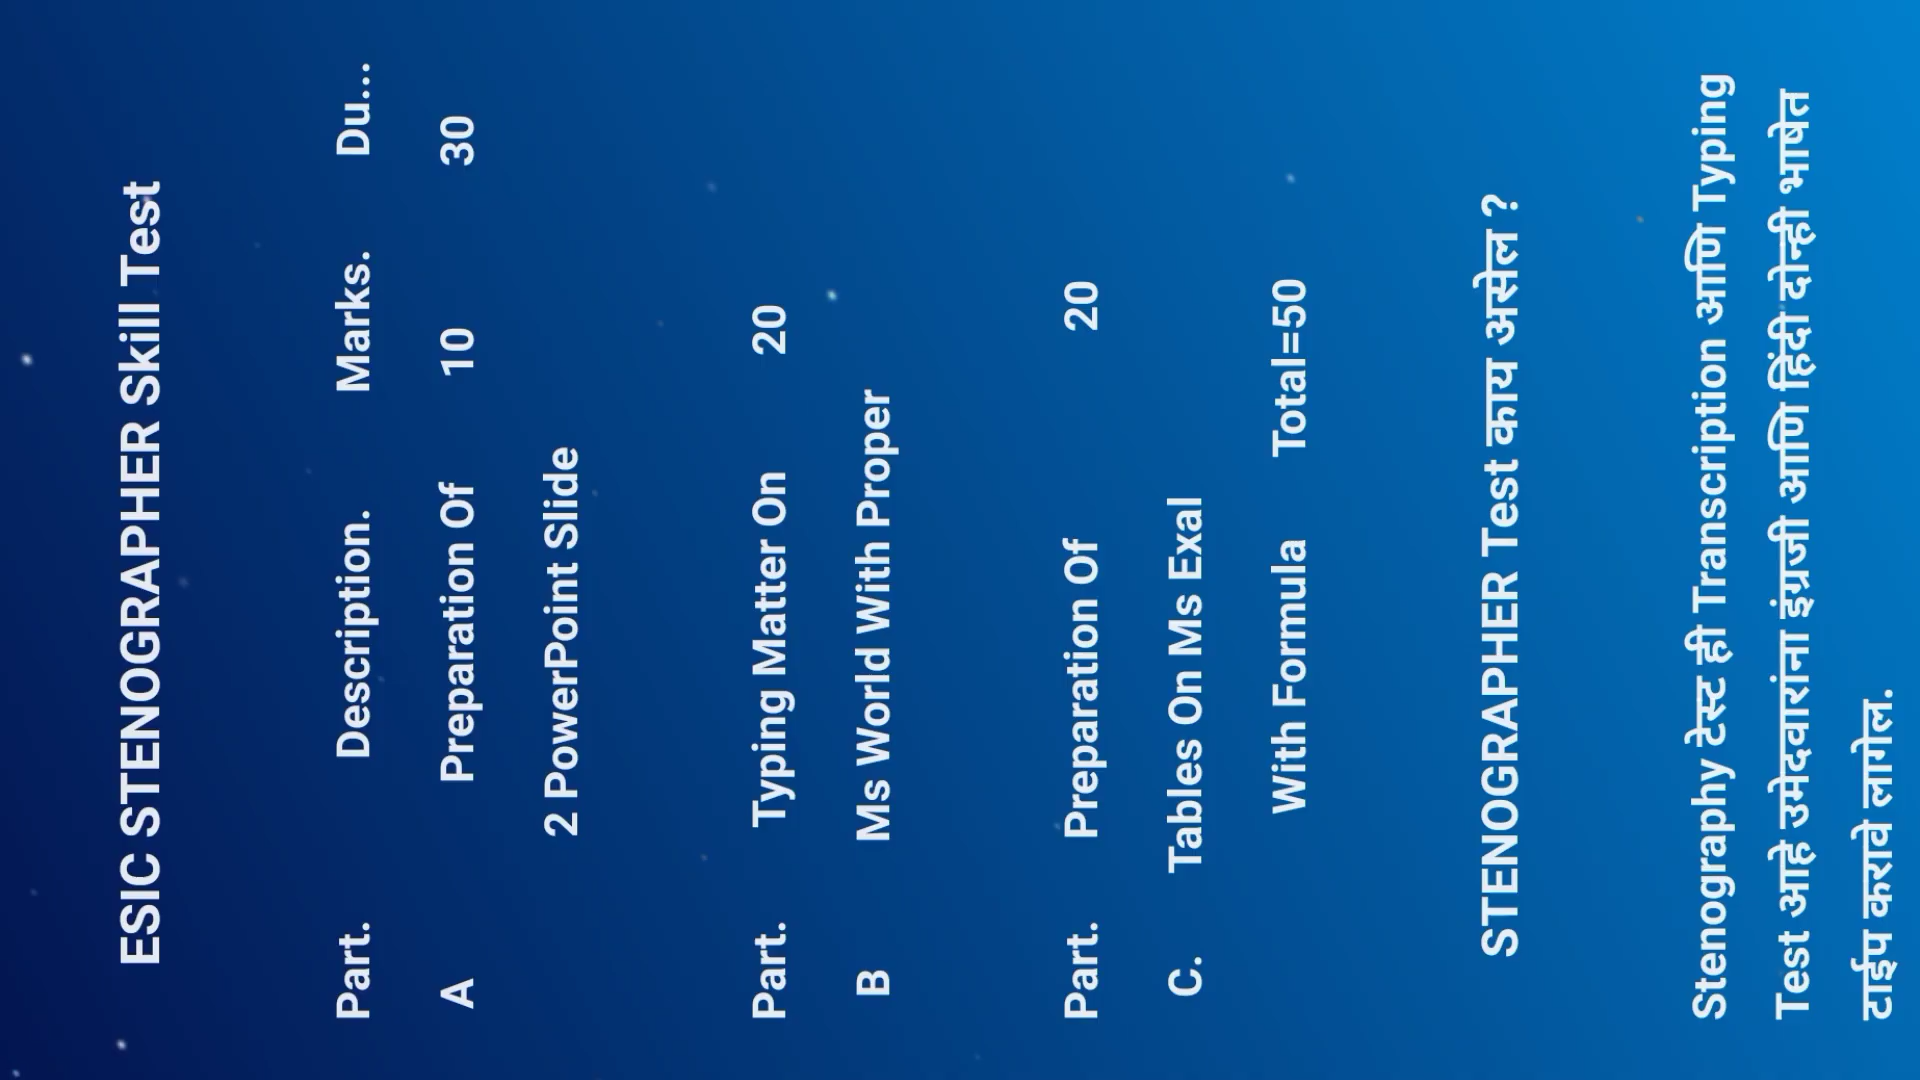 ESIC STENOGRAPHER Skill Test
Part. Description. Marks. Du...
A Preparation Of 10 30
2 PowerPoint Slide
Part. Typing Matter On 20
B Ms World With Proper
Part. Preparation Of 20
C. Tables On Ms Exal
With Formula Total=50
STENOGRAPHER Test काय असेल ?
Stenography टेस्ट ही Transcription आणि Typing
Test आहे उमेदवारांना इंग्रजी आणि हिंदी दोन्ही भाषेत
टाईप करावे लागेल.